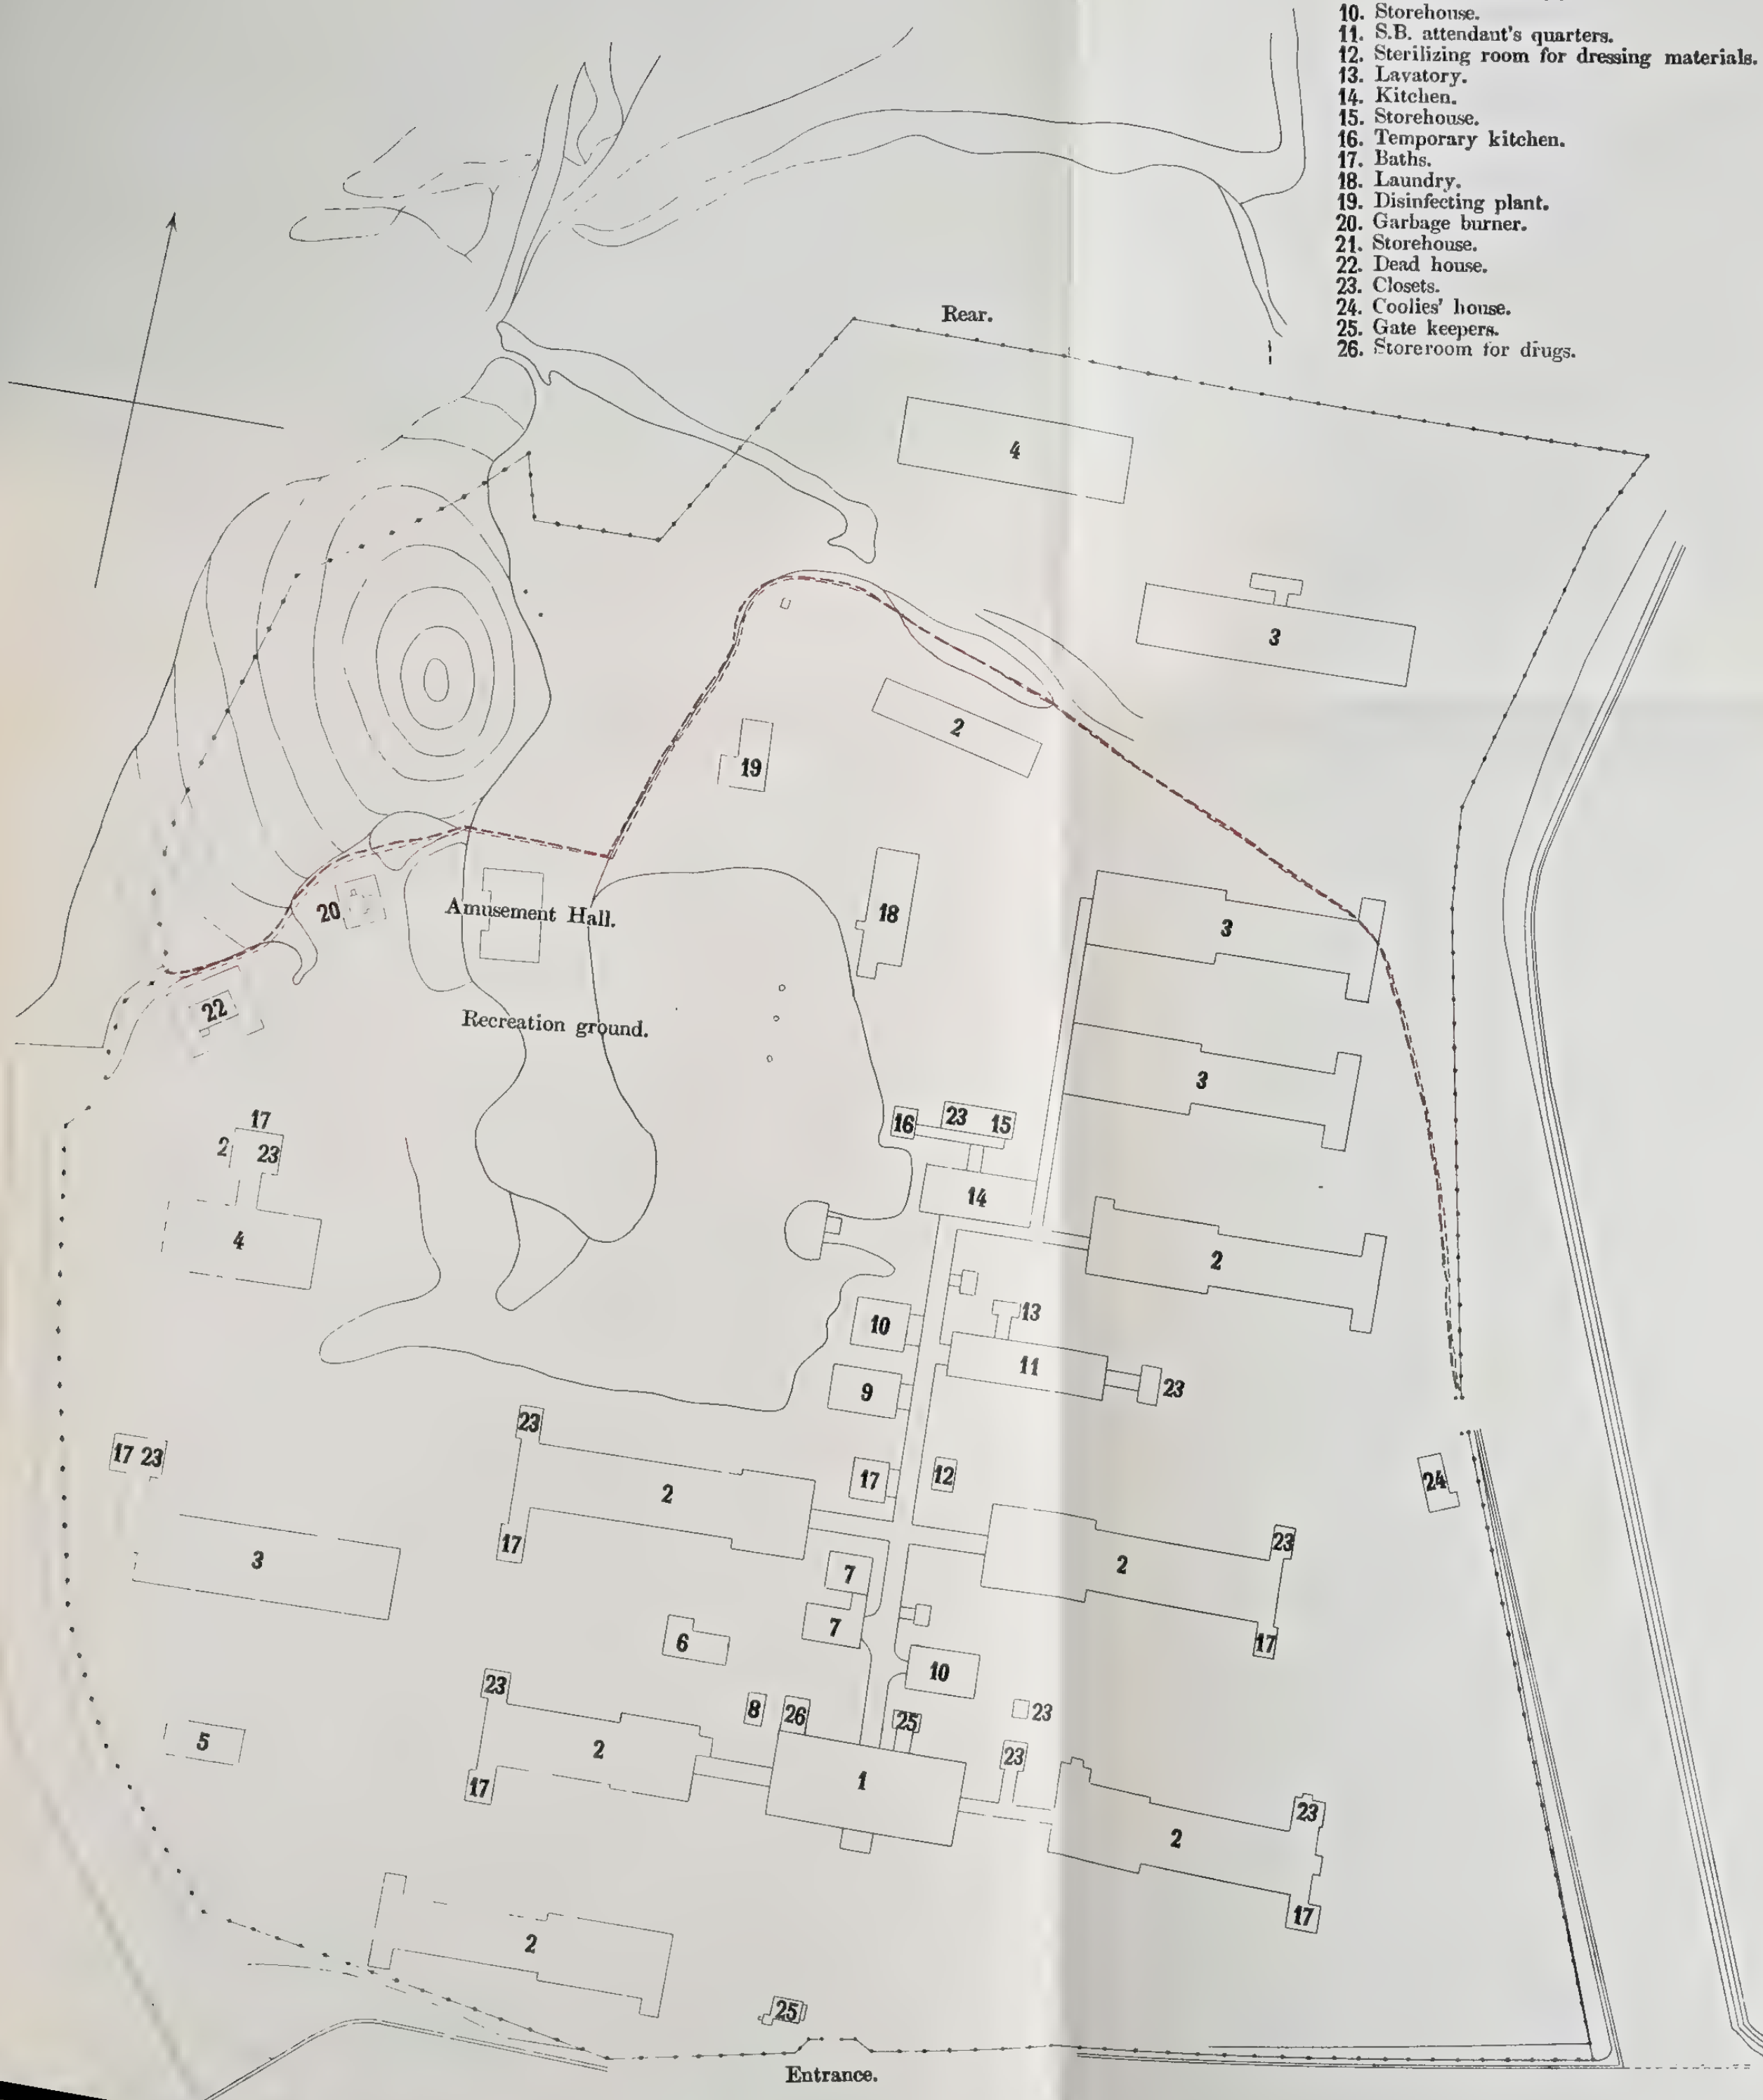 10. Storehouse.
11. S.B. attendant's quarters.
12. Sterilizing room for dressing materials.
13. Lavatory.
14. Kitchen.
15. Storehouse.
16. Temporary kitchen.
17. Baths.
18. Laundry.
19. Disinfecting plant.
20. Garbage burner.
21. Storehouse.
22. Dead house.
23. Closets.
24. Coolies' house.
25. Gate keepers.
26. Storeroom for drugs.
Rear.
4
3
2
19
20
Amusement Hall.
18
3
22
Recreation ground.
3
17
2 23
16 23 15
14
4
2
13
10
11
23
9
23
17 23
17
12
24
2
17
23
2
3
7
7
6
17
10
23
8
26
25
23
5
2
23
17
1
23
2
17
2
25
Entrance.